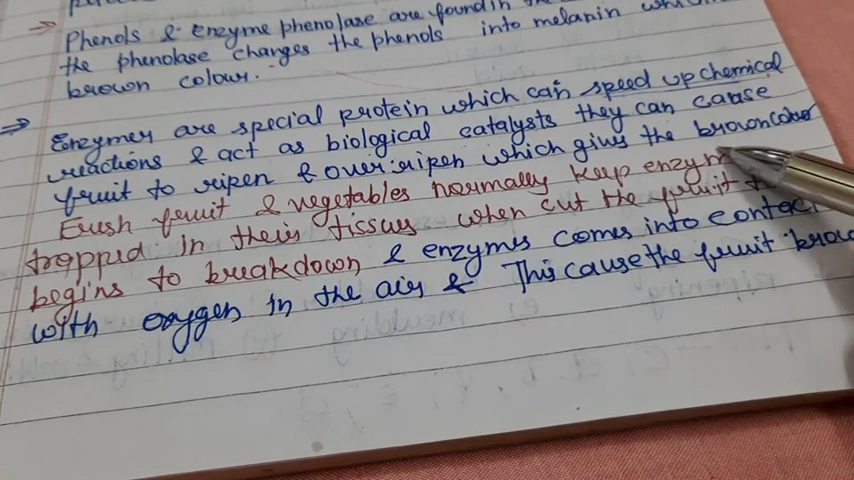 ⇒ Phenols & Enzyme phenolase are found in the
the phenolase changes the phenols into melanin
brown colour.
⇒ Enzymes are special protein which can speed up chemical
reactions & act as biological catalysts they can cause
fruit to ripen & over-ripen which gives the brown colour
Fresh fruit & vegetables normally keep enzym
trapped in their tissues when cut the fruit
begins to breakdown & enzymes comes into contact
with oxygen in the air & This cause the fruit brow